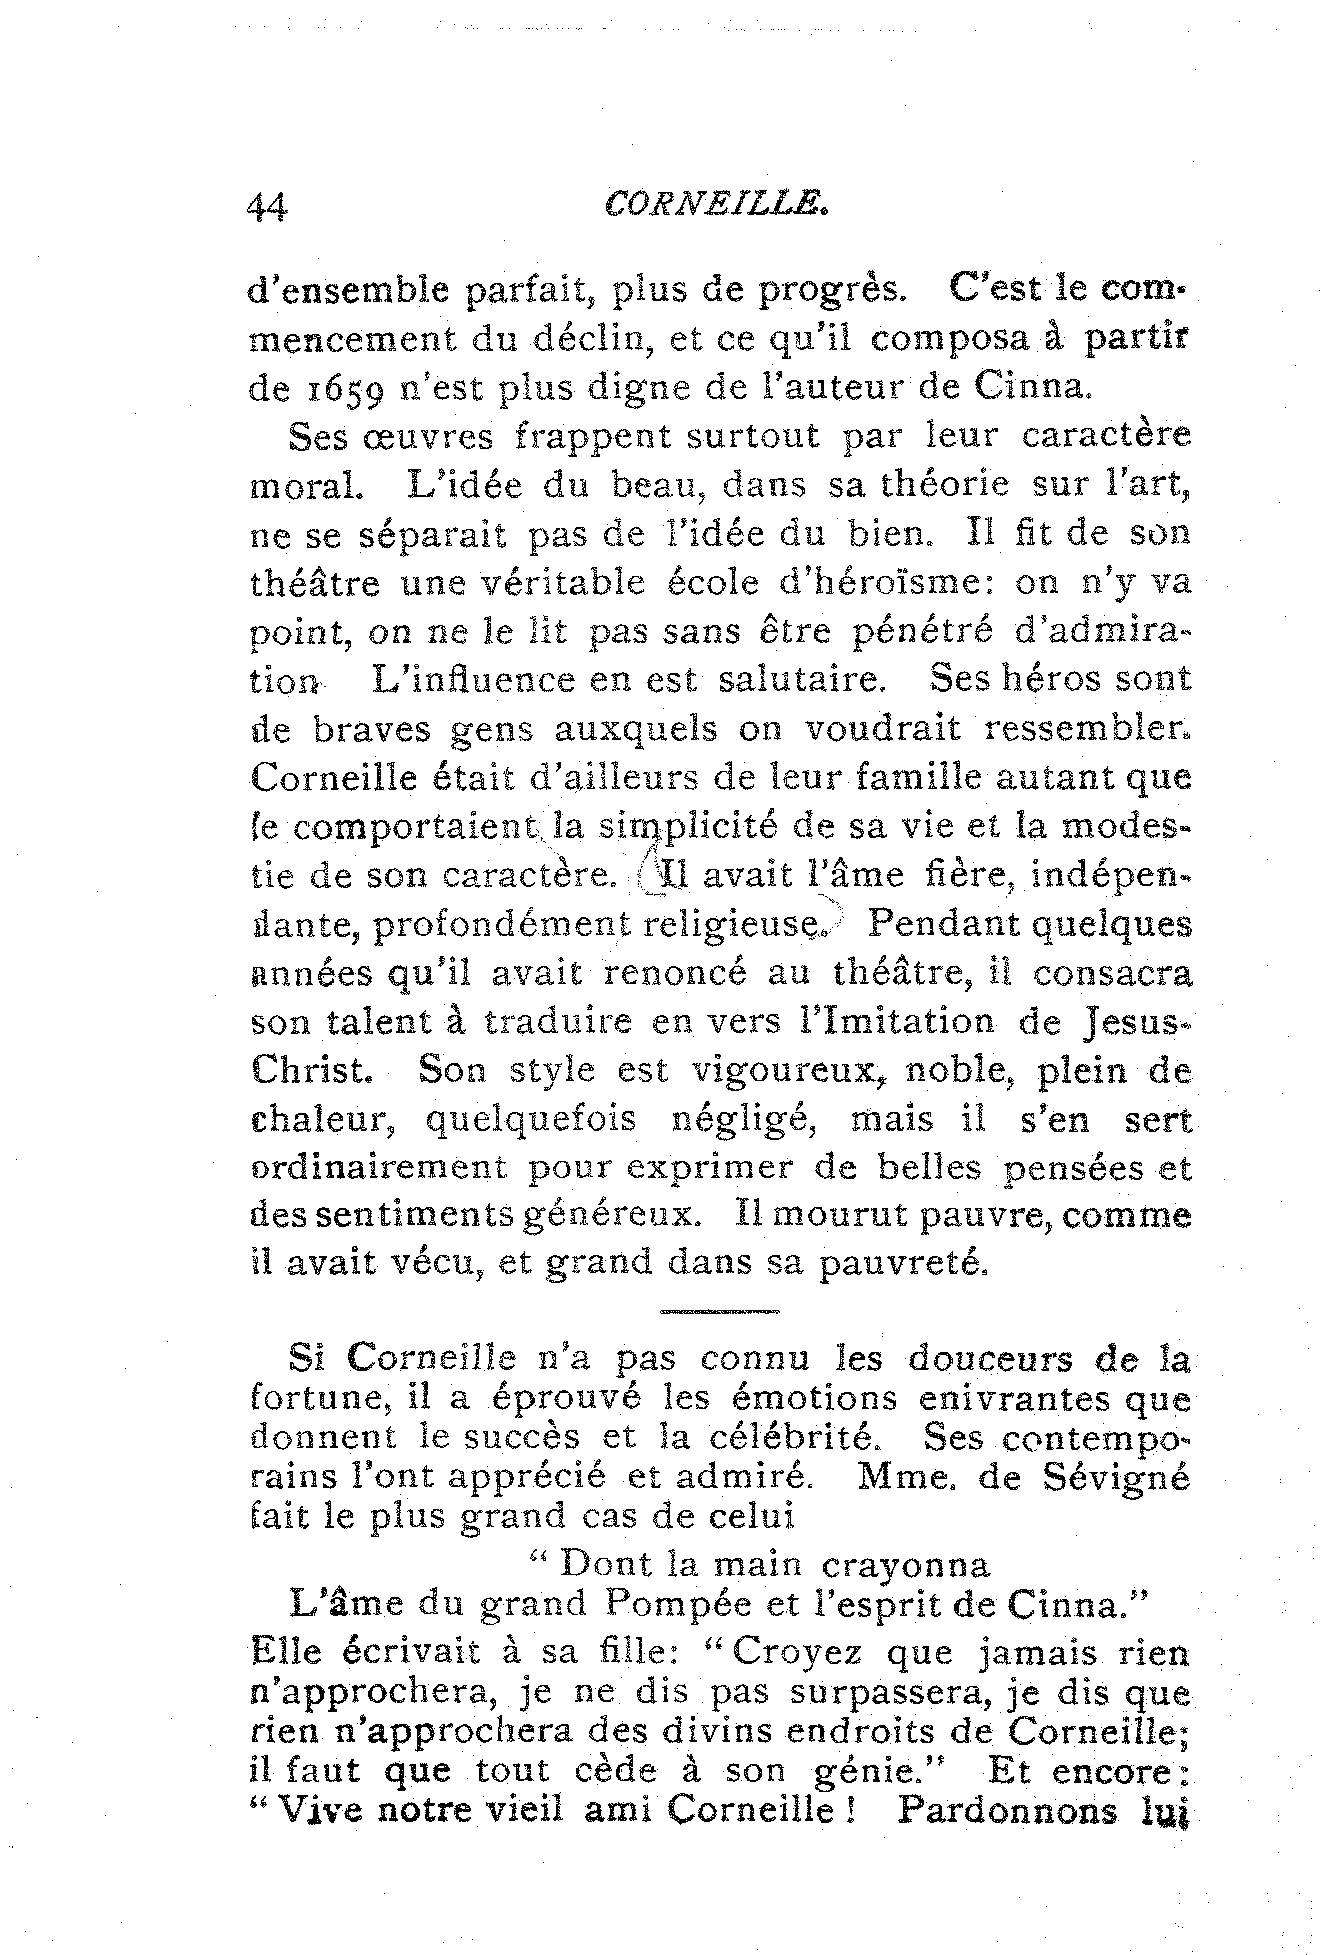 44 CORNEILLE.
d'ensemble parfait, plus de progrès. C'est le com-
mencement du déclin, et ce qu'il composa à partir
de 1659 n'est plus digne de l'auteur de Cinna.
Ses œuvres frappent surtout par leur caractère
moral. L'idée du beau, dans sa théorie sur l'art,
ne se séparait pas de l'idée du bien. Il fit de son
théâtre une véritable école d'héroïsme: on n'y va
point, on ne le lit pas sans être pénétré d'admira-
tion. L'influence en est salutaire. Ses héros sont
de braves gens auxquels on voudrait ressembler.
Corneille était d'ailleurs de leur famille autant que
le comportaient la simplicité de sa vie et la modes-
tie de son caractère. (Il avait l'âme fière, indépen-
dante, profondément religieuse.) Pendant quelques
années qu'il avait renoncé au théâtre, il consacra
son talent à traduire en vers l'Imitation de Jesus-
Christ. Son style est vigoureux, noble, plein de
chaleur, quelquefois négligé, mais il s'en sert
ordinairement pour exprimer de belles pensées et
des sentiments généreux. Il mourut pauvre, comme
il avait vécu, et grand dans sa pauvreté.
Si Corneille n'a pas connu les douceurs de la
fortune, il a éprouvé les émotions enivrantes que
donnent le succès et la célébrité. Ses contempo-
rains l'ont apprécié et admiré. Mme. de Sévigné
fait le plus grand cas de celui
“ Dont la main crayonna
L'âme du grand Pompée et l'esprit de Cinna.”
Elle écrivait à sa fille: “ Croyez que jamais rien
n'approchera, je ne dis pas surpassera, je dis que
rien n'approchera des divins endroits de Corneille;
il faut que tout cède à son génie.” Et encore:
“ Vive notre vieil ami Corneille ! Pardonnons lui